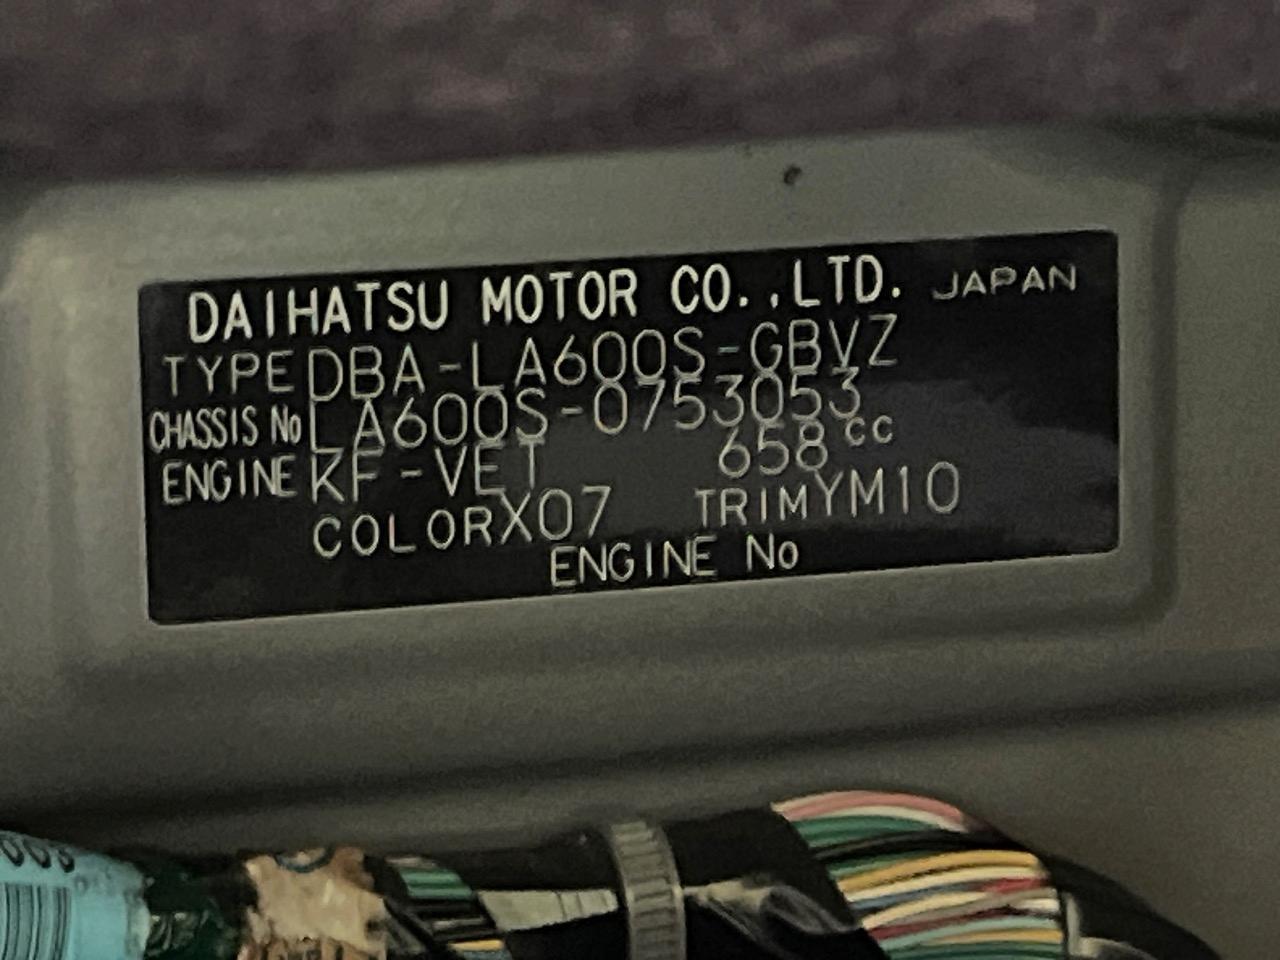 DAIHATSU MOTOR CO.,LTD. JAPAN
TYPE DBA-LA600S-GBVZ
CHASSIS No LA600S-0753053
ENGINE KF-VET 658 cc
COLOR X07 TRIM YM10
ENGINE No